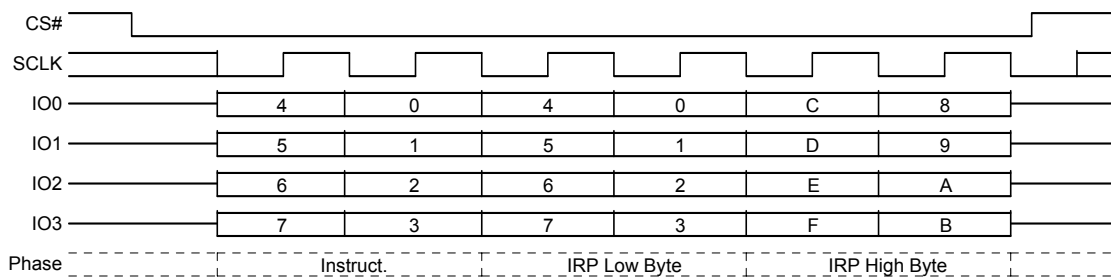 CS#
SCLK
IO0 4 0 4 0 C 8
IO1 5 1 5 1 D 9
IO2 6 2 6 2 E A
IO3 7 3 7 3 F B
Phase Instruct. IRP Low Byte IRP High Byte